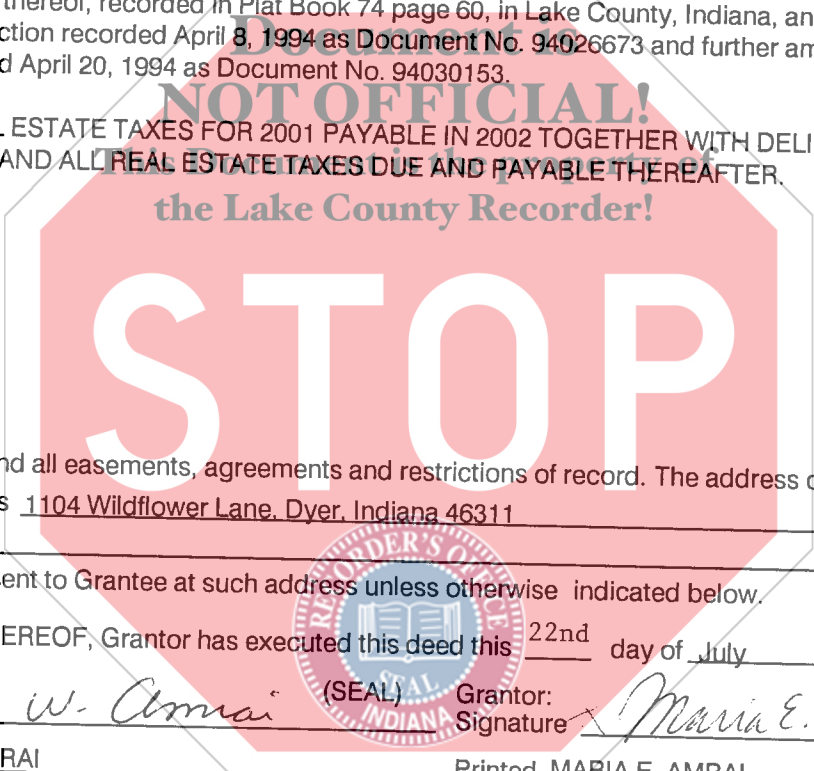 thereof, recorded in Plat Book 74 page 60, in Lake County, Indiana, an
ction recorded April 8, 1994 as Document No. 94026673 and further am
d April 20, 1994 as Document No. 94030153.
Document is
NOT OFFICIAL!
L ESTATE TAXES FOR 2001 PAYABLE IN 2002 TOGETHER WITH DELI
AND ALL REAL ESTATE TAXES DUE AND PAYABLE THEREAFTER.
This Document is the property of
the Lake County Recorder!
STOP
nd all easements, agreements and restrictions of record. The address o
s 1104 Wildflower Lane, Dyer, Indiana 46311
ent to Grantee at such address unless otherwise indicated below.
EREOF, Grantor has executed this deed this 22nd day of July
W. Amrai (SEAL) Grantor: 
Signature Maria E.
RAI Printed MARIA E. AMRAI
RECORDER'S OFFICE
SEAL
INDIANA